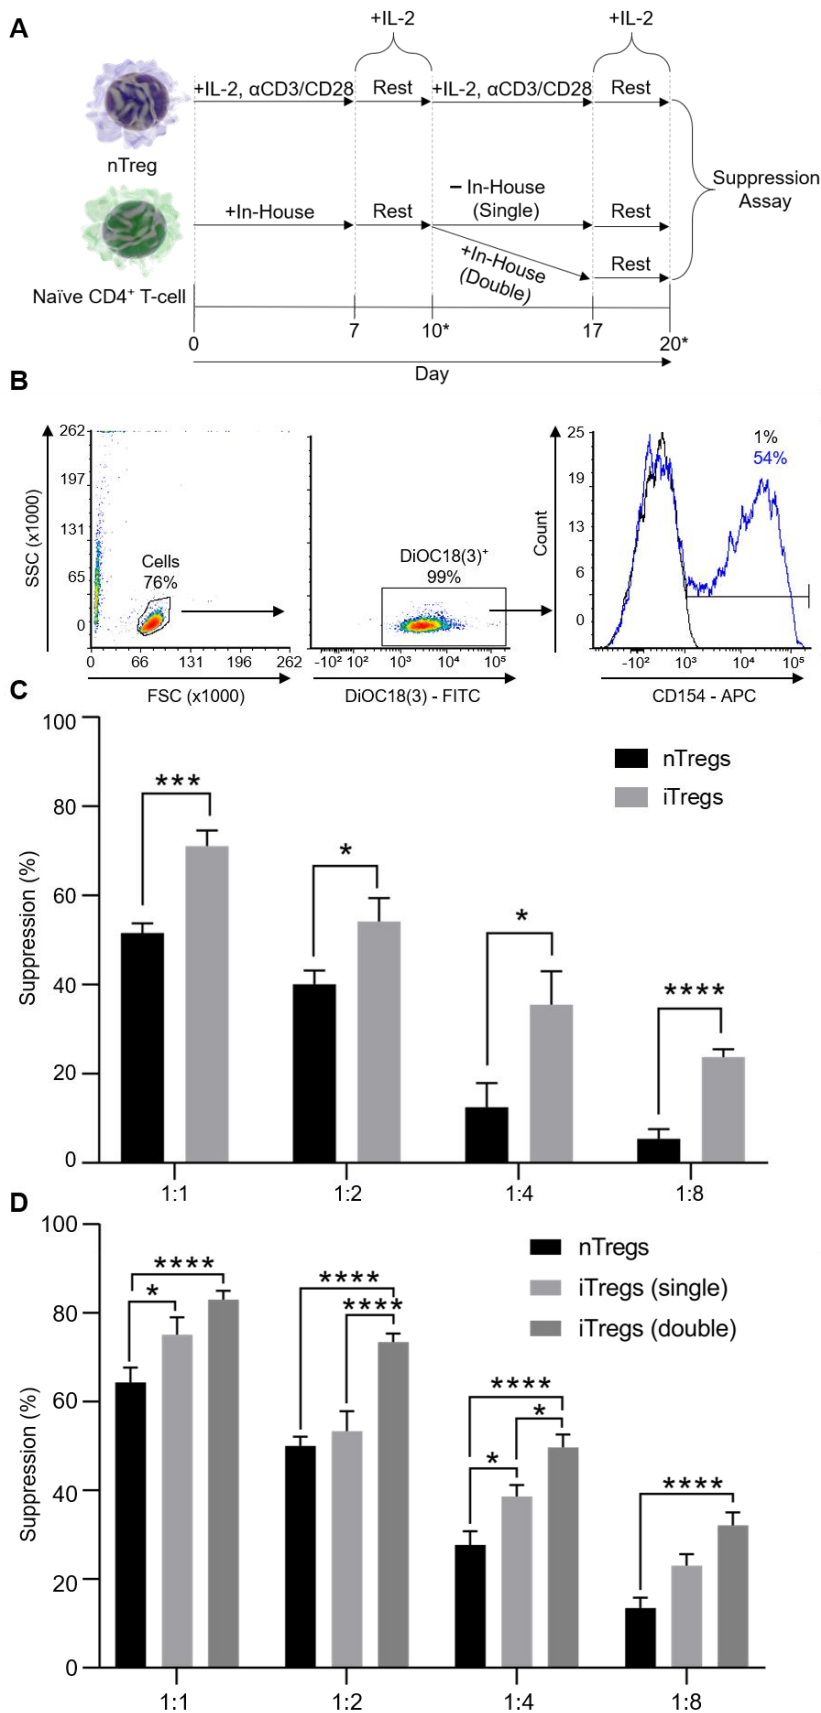 A
+IL-2
+IL-2
+IL-2, αCD3/CD28
Rest
+IL-2, αCD3/CD28
Rest
nTreg
Suppression
Assay
+In-House
Rest
− In-House
(Single)
Rest
+In-House
(Double)
Rest
Naïve CD4⁺ T-cell
0
7
10*
17
20*
Day
B
SSC (x1000)
262
197
131
65
0
Cells
76%
0
66
131
196
262
FSC (x1000)
DiOC18(3)⁺
99%
-10²
10²
10³
10⁴
10⁵
DiOC18(3) - FITC
Count
25
19
13
6
0
1%
54%
-10²
10³
10⁴
10⁵
CD154 - APC
C
Suppression (%)
100
80
60
40
20
0
***
*
*
****
nTregs
iTregs
1:1
1:2
1:4
1:8
D
Suppression (%)
100
80
60
40
20
0
****
*
****
****
****
*
*
****
nTregs
iTregs (single)
iTregs (double)
1:1
1:2
1:4
1:8